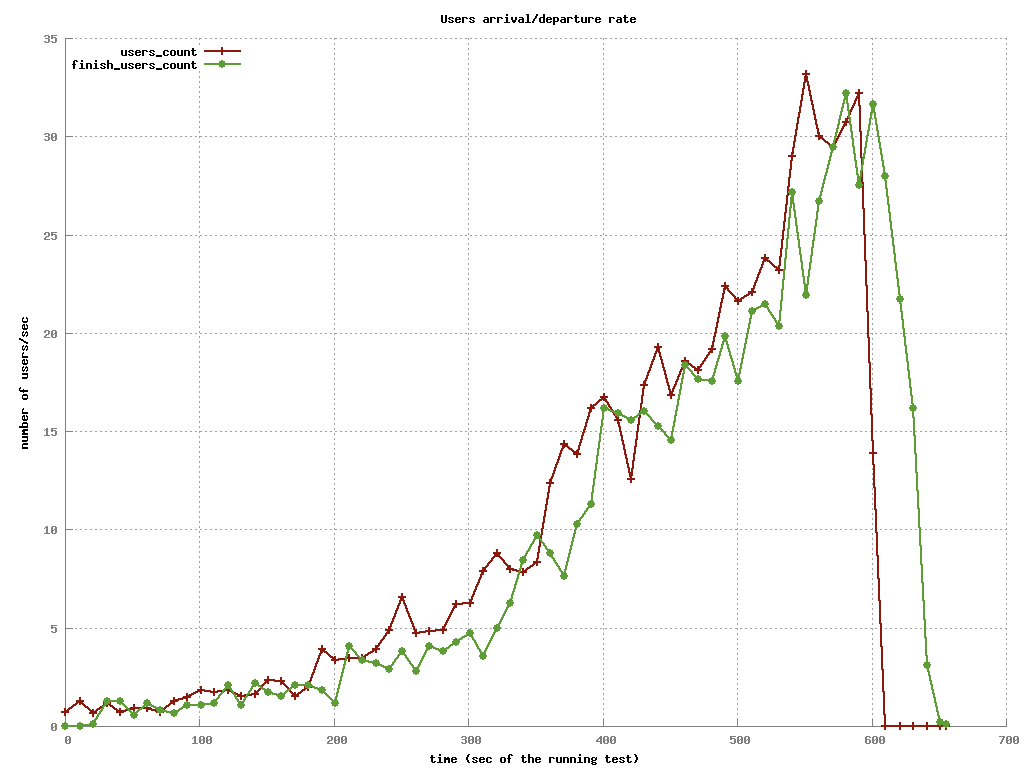 Users arrival/departure rate
users_count
finish_users_count
35
30
25
20
15
10
5
0
number of users/sec
0 100 200 300 400 500 600 700
time (sec of the running test)